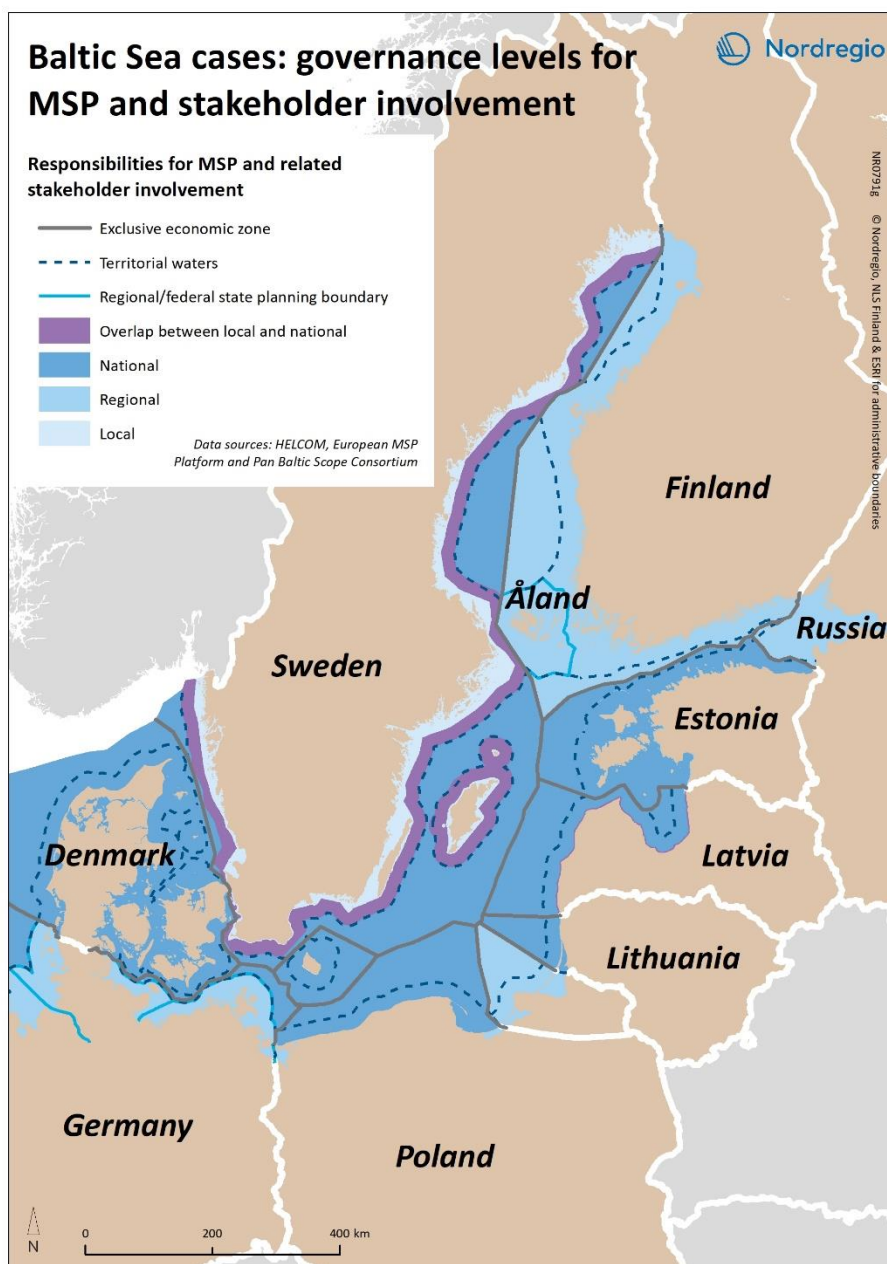 Baltic Sea cases: governance levels for
MSP and stakeholder involvement
Nordregio
Responsibilities for MSP and related
stakeholder involvement
Exclusive economic zone
Territorial waters
Regional/federal state planning boundary
Overlap between local and national
National
Regional
Local
Data sources: HELCOM, European MSP
Platform and Pan Baltic Scope Consortium
NR0791g © Nordregio, NLS Finland & ESRI for administrative boundaries
Finland
Åland
Russia
Sweden
Estonia
Denmark
Latvia
Lithuania
Germany
Poland
N
0 200 400 km